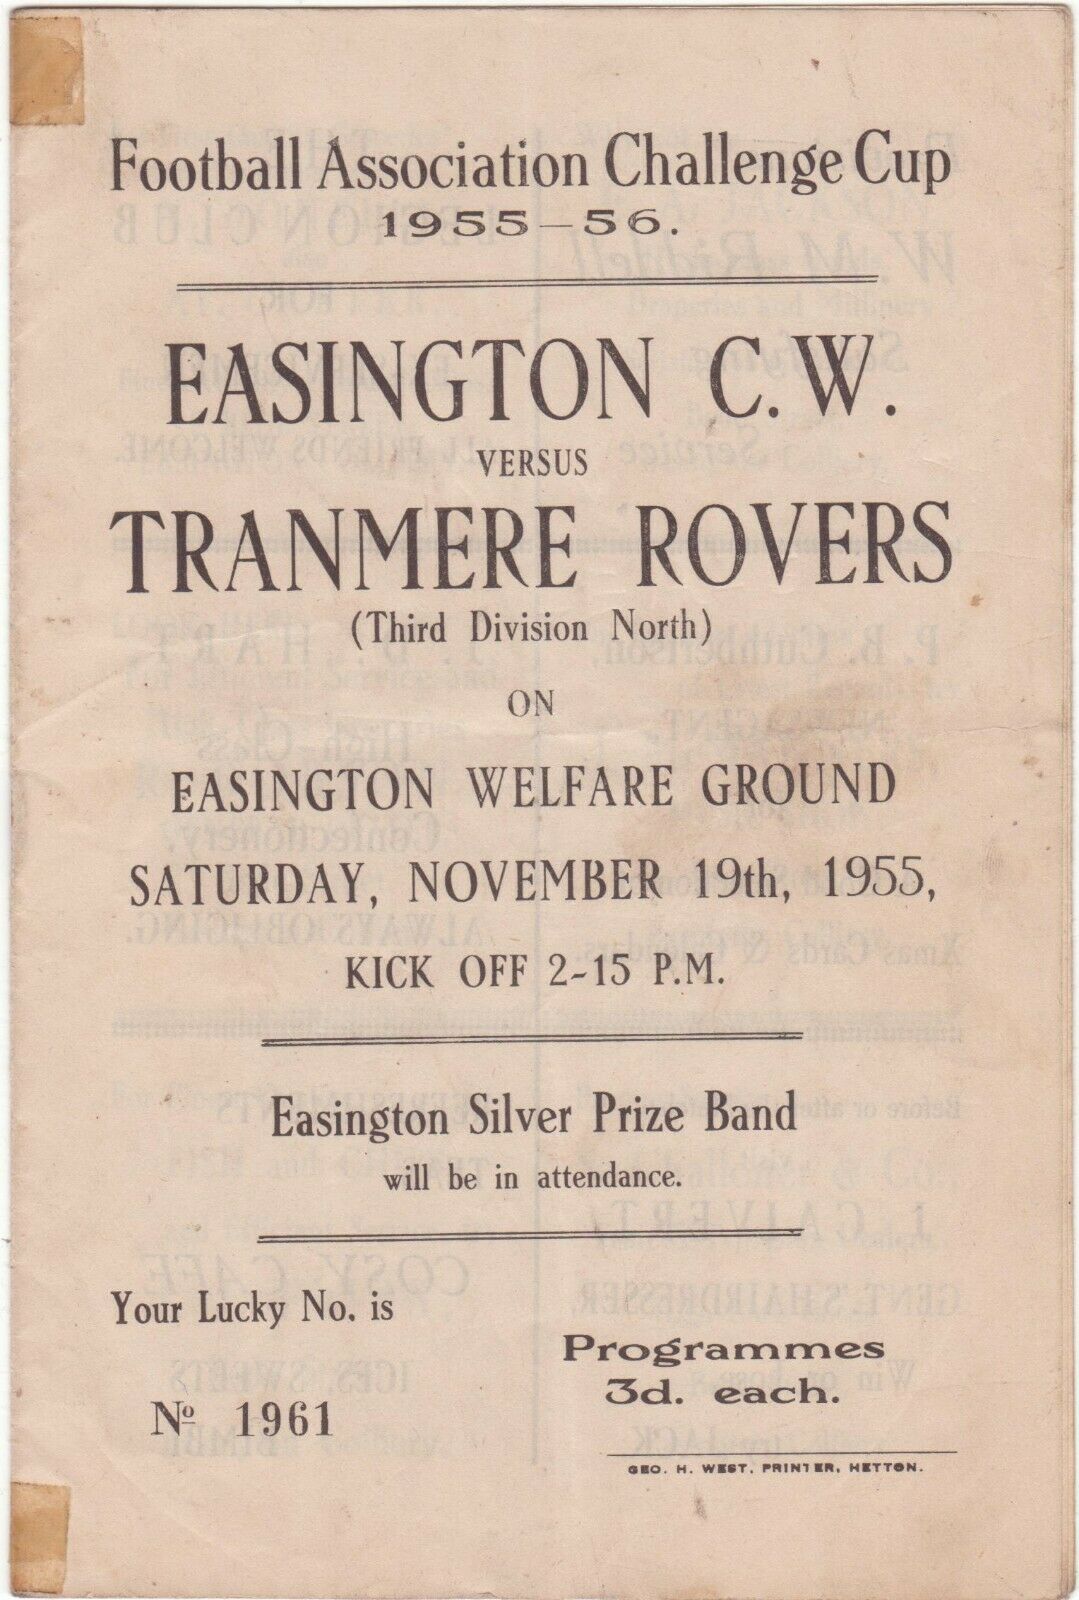 Football Association Challenge Cup
1955-56.
EASINGTON C.W.
VERSUS
TRANMERE ROVERS
(Third Division North)
ON
EASINGTON WELFARE GROUND
SATURDAY, NOVEMBER 19th, 1955,
KICK OFF 2-15 P.M.
Easington Silver Prize Band
will be in attendance.
Your Lucky No. is
Nº 1961
Programmes
3d. each.
GEO. H. WEST, PRINTER, HETTON.